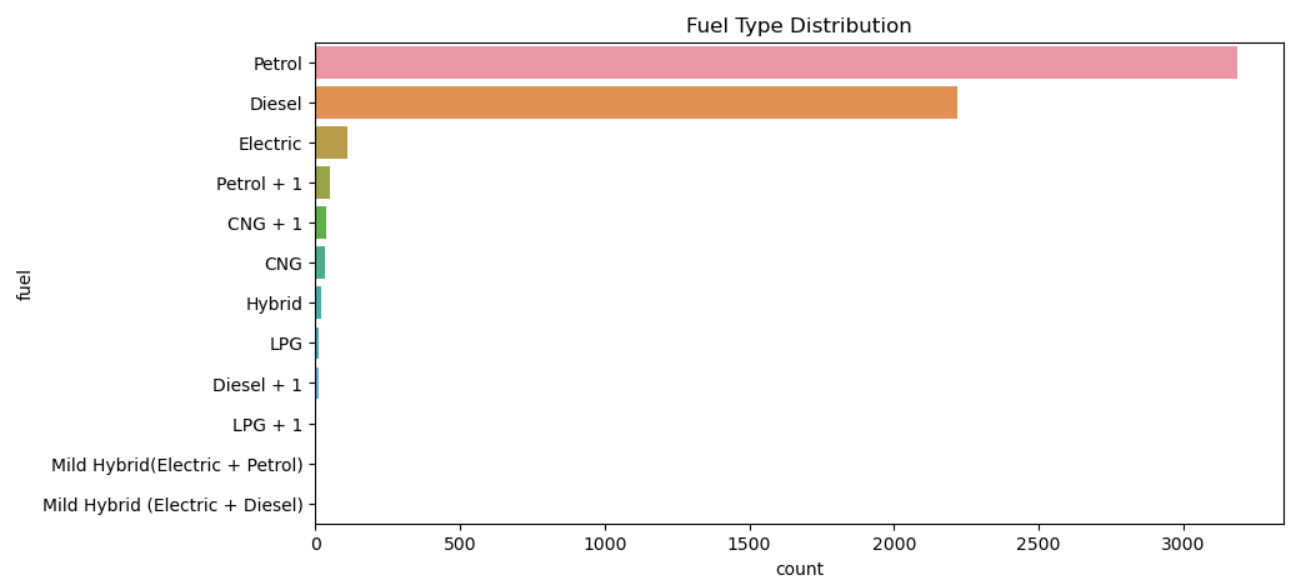 Fuel Type Distribution
Petrol
Diesel
Electric
Petrol + 1
CNG + 1
CNG
Hybrid
LPG
Diesel + 1
LPG + 1
Mild Hybrid(Electric + Petrol)
Mild Hybrid (Electric + Diesel)
fuel
0 500 1000 1500 2000 2500 3000
count